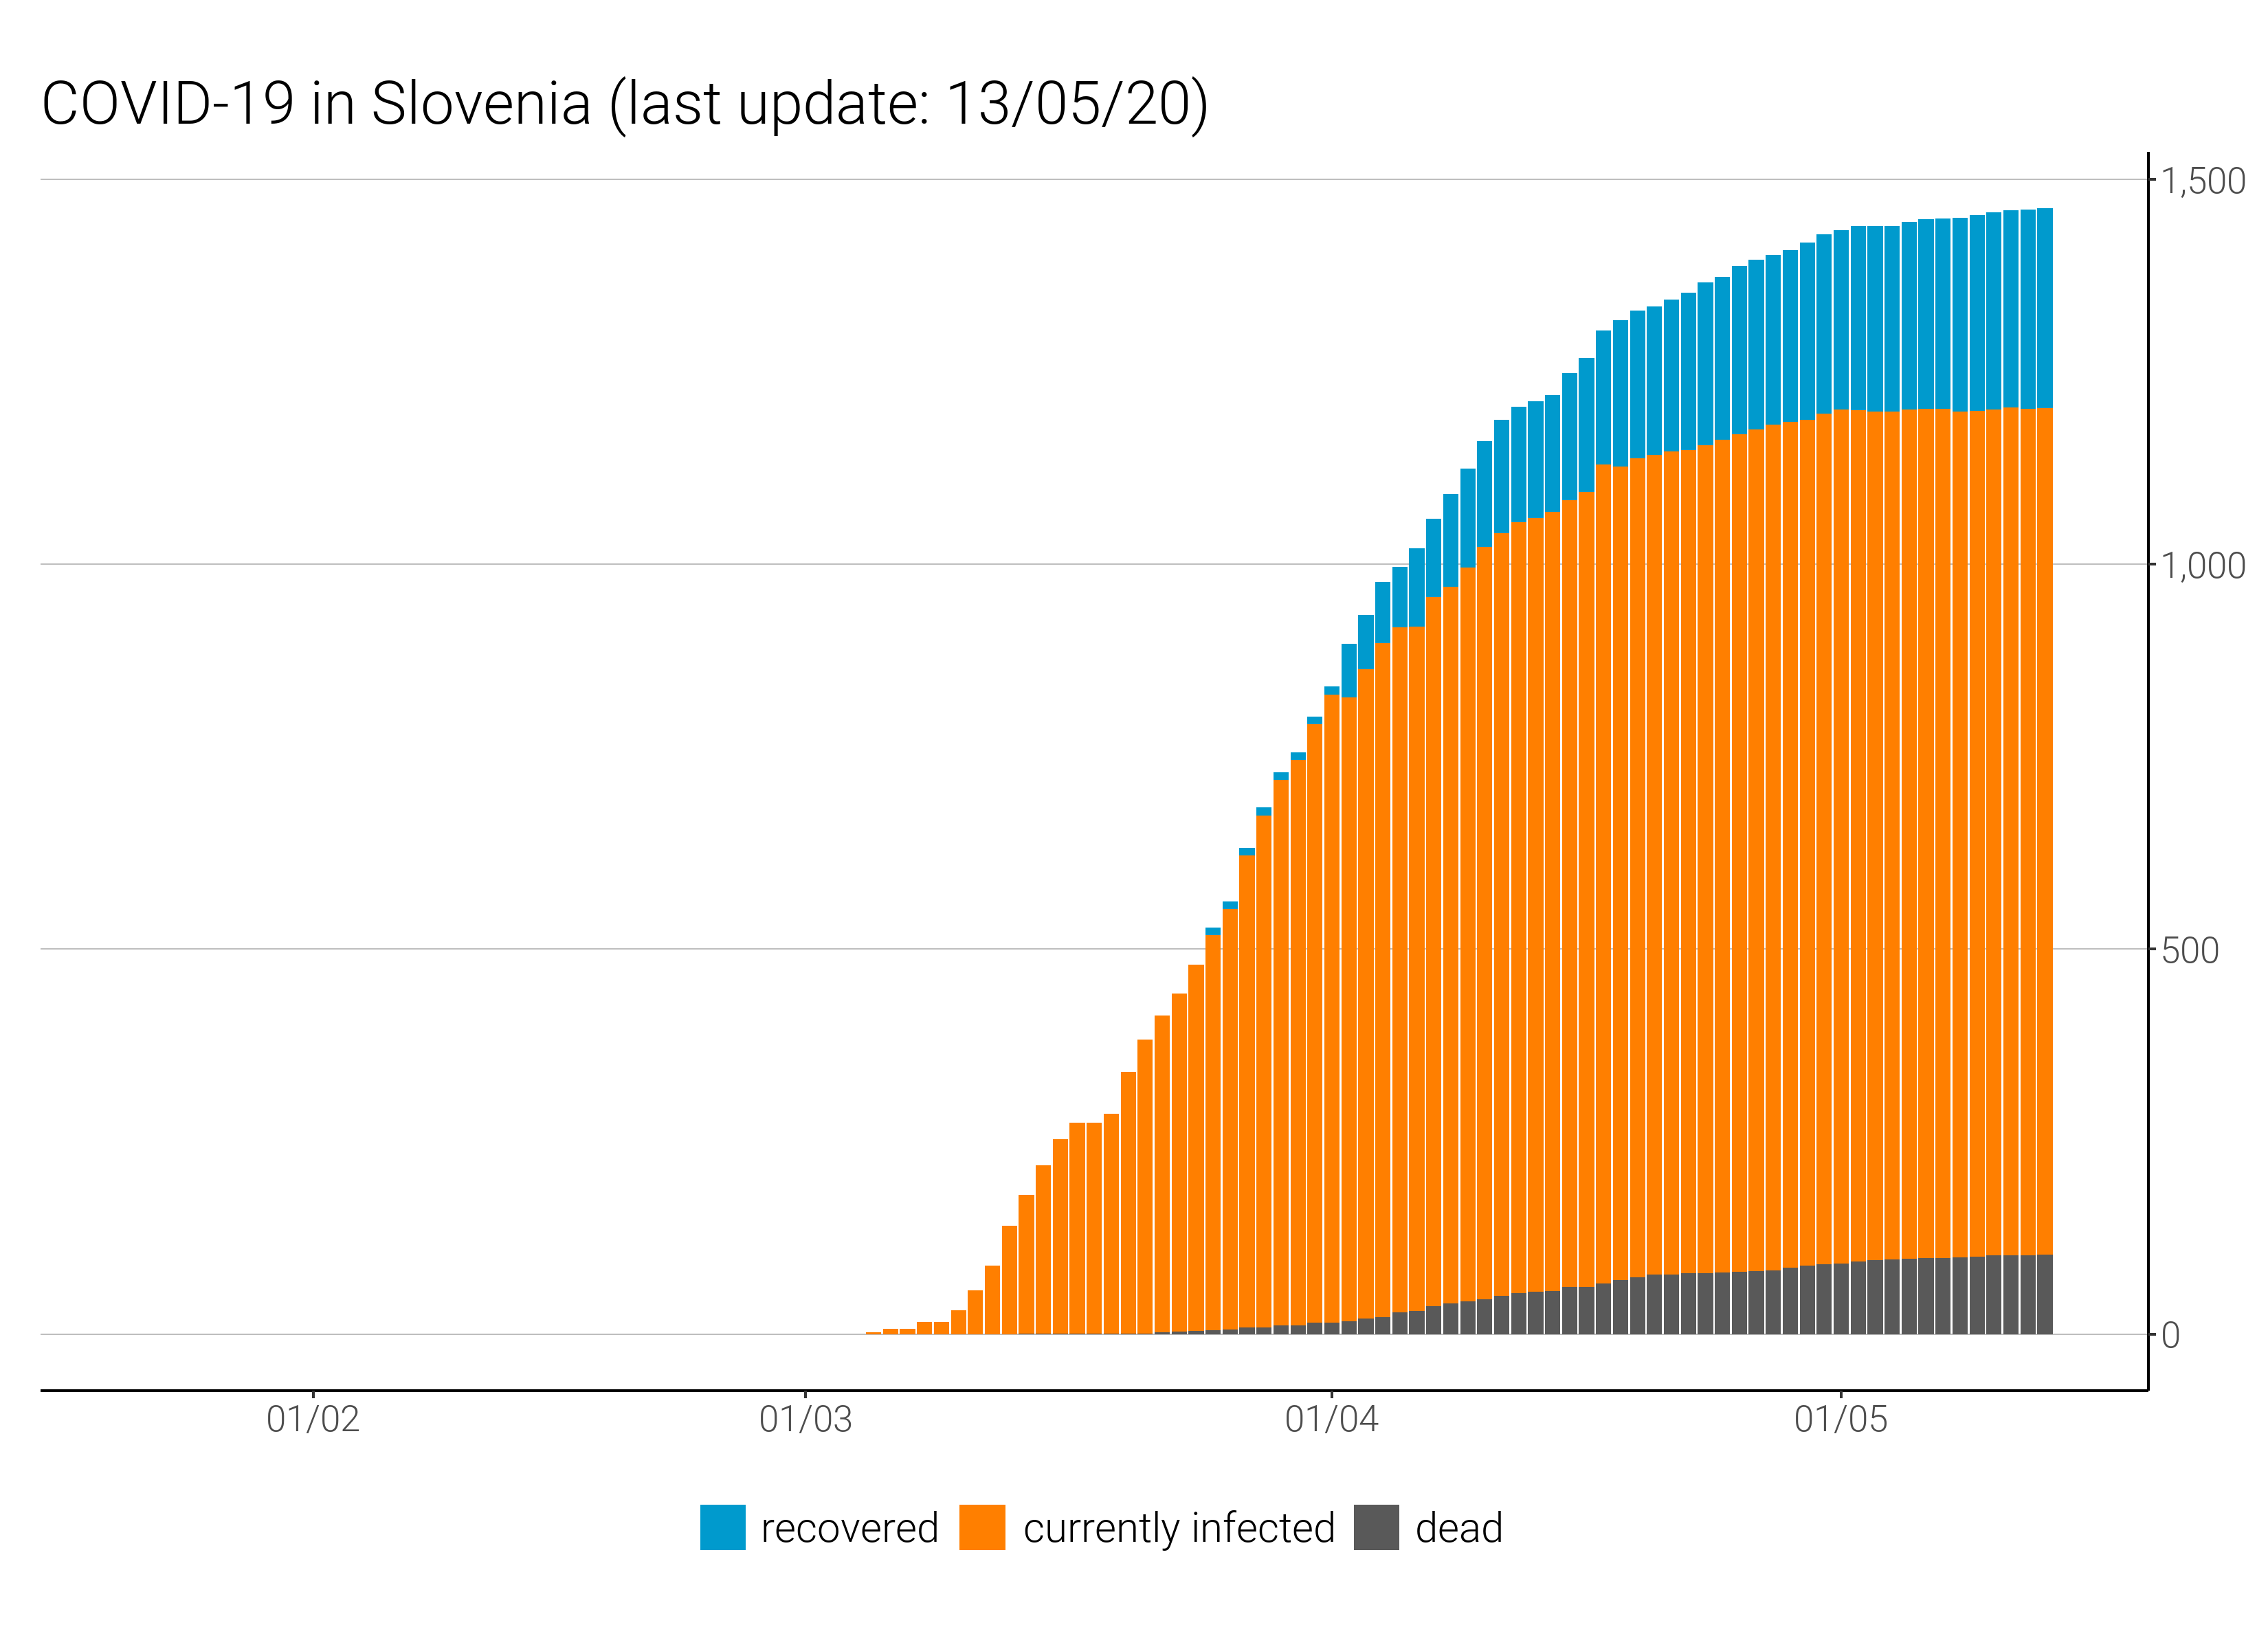 COVID-19 in Slovenia (last update: 13/05/20)
1,500
1,000
500
0
01/02 01/03 01/04 01/05
recovered currently infected dead